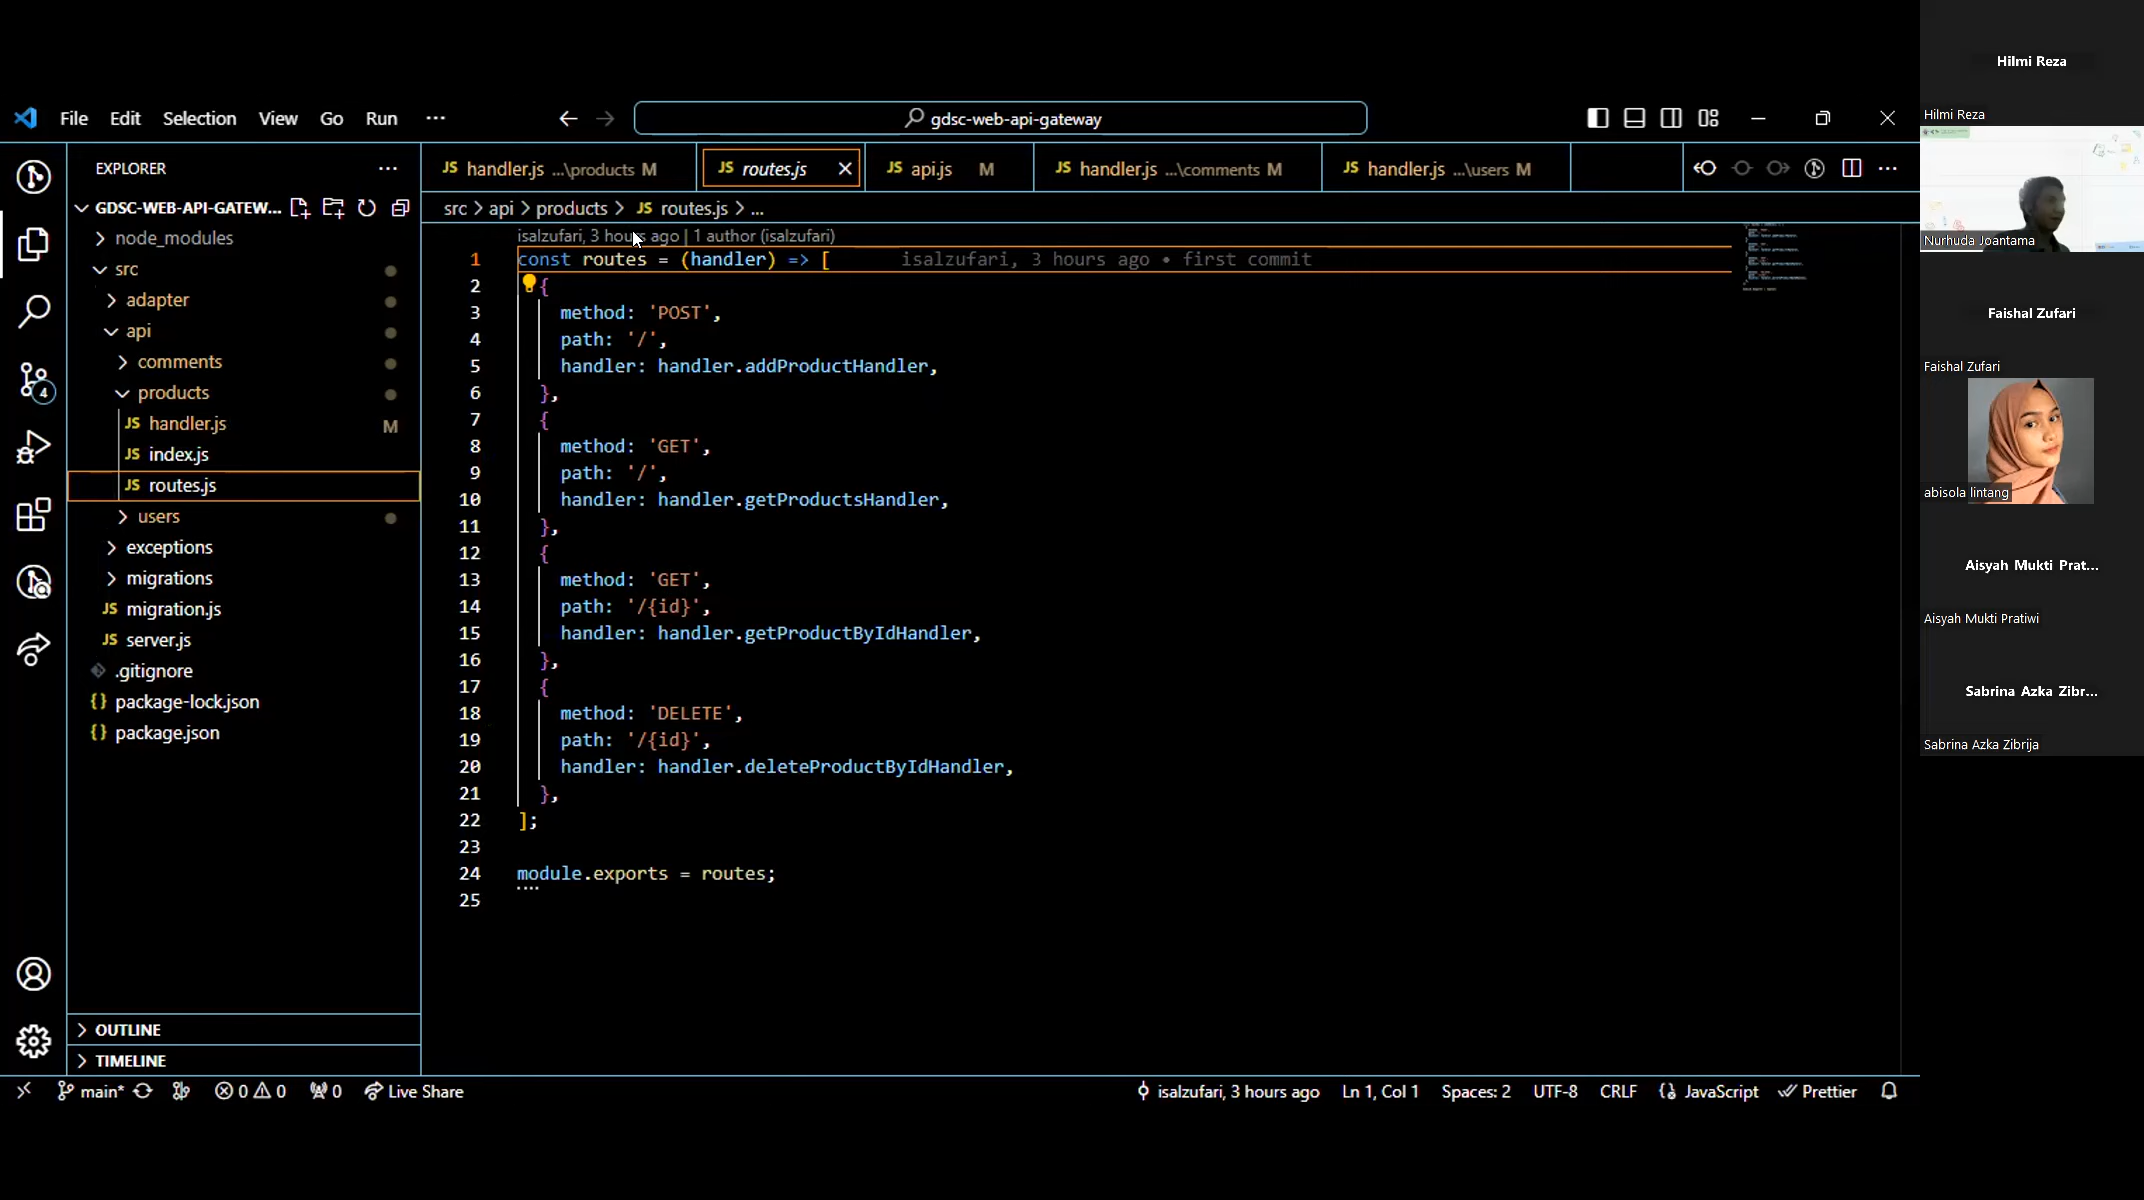 File Edit Selection View Go Run ...
gdsc-web-api-gateway
EXPLORER
GDSC-WEB-API-GATEW...
node_modules
src
adapter
api
comments
products
JS handler.js M
JS index.js
JS routes.js
users
exceptions
migrations
JS migration.js
JS server.js
.gitignore
{} package-lock.json
{} package.json
OUTLINE
TIMELINE
4
JS handler.js ...\products M
JS routes.js
JS api.js M
JS handler.js ...\comments M
JS handler.js ...\users M
src > api > products > JS routes.js > ...
isalzufari, 3 hours ago | 1 author (isalzufari)
1 const routes = (handler) => [ isalzufari, 3 hours ago • first commit
2 {
3 method: 'POST',
4 path: '/',
5 handler: handler.addProductHandler,
6 },
7 {
8 method: 'GET',
9 path: '/',
10 handler: handler.getProductsHandler,
11 },
12 {
13 method: 'GET',
14 path: '/{id}',
15 handler: handler.getProductByIdHandler,
16 },
17 {
18 method: 'DELETE',
19 path: '/{id}',
20 handler: handler.deleteProductByIdHandler,
21 },
22 ];
23
24 module.exports = routes;
25
main* 0 0 0 Live Share
isalzufari, 3 hours ago Ln 1, Col 1 Spaces: 2 UTF-8 CRLF JavaScript Prettier
Hilmi Reza
Hilmi Reza
Nurhuda Joantama
Faishal Zufari
Faishal Zufari
abisola lintang
Aisyah Mukti Prat...
Aisyah Mukti Pratiwi
Sabrina Azka Zibr...
Sabrina Azka Zibrija